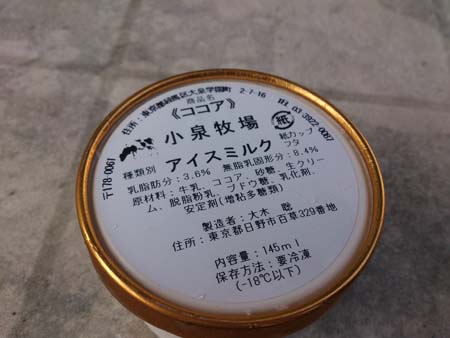 住所:東京都練馬区大泉学園町 2-7-16
〒178-0061
TEL 03 3922 0087
商品名
《ココア》
小泉牧場
紙
紙カップ
フタ
種類別 アイスミルク
乳脂肪分:3.6% 無脂乳固形分:8.4%
原材料:牛乳、ココア、砂糖、生クリー
ム、脱脂粉乳、ブドウ糖、乳化剤、
安定剤(増粘多糖類)
製造者:大木 聡
住所:東京都日野市百草329番地
内容量:145ml
保存方法:要冷凍
(-18℃以下)